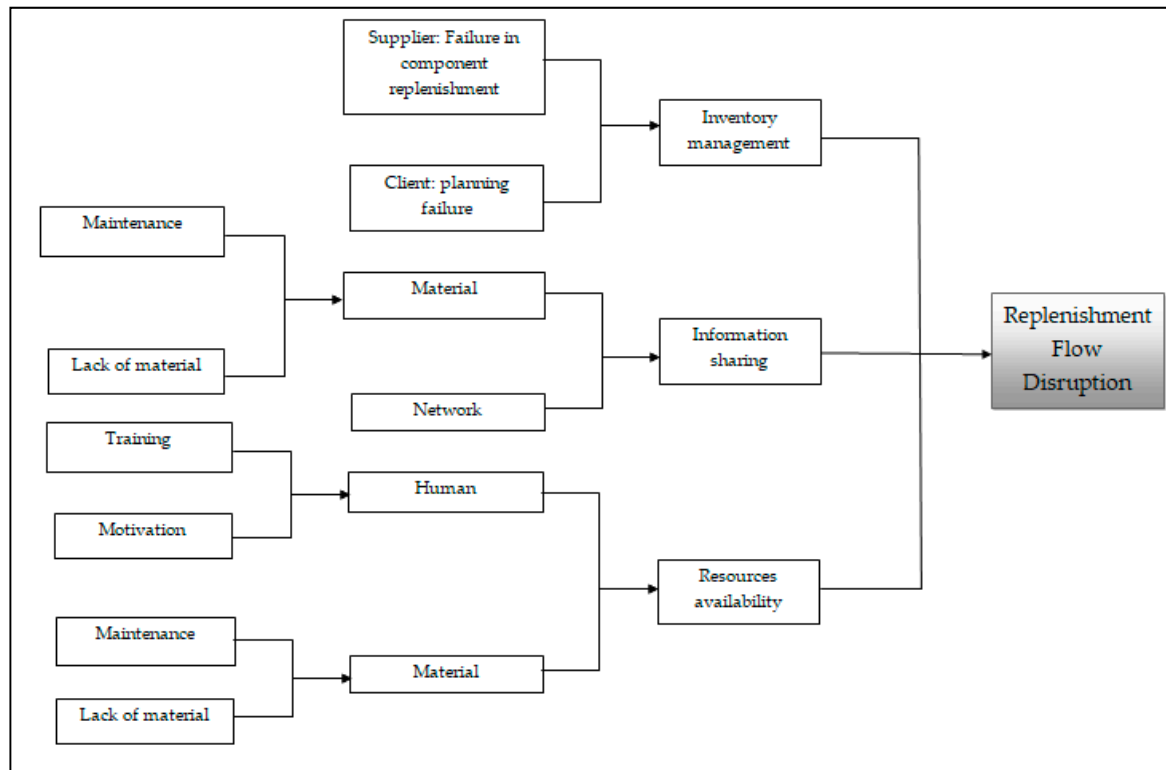 Supplier: Failure in
component
replenishment
Inventory
management
Client: planning
failure
Maintenance
Material
Lack of material
Information
sharing
Replenishment
Flow
Disruption
Network
Training
Human
Motivation
Resources
availability
Maintenance
Material
Lack of material